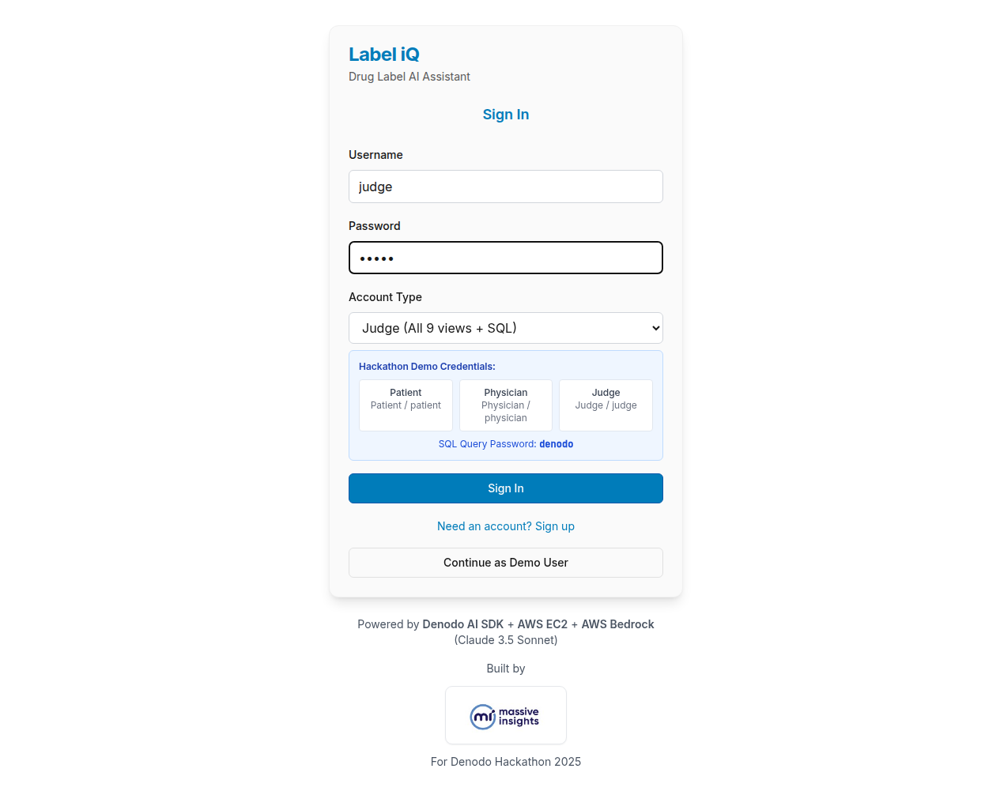 Label iQ
Drug Label AI Assistant
Sign In
Username
judge
Password
•••••
Account Type
Judge (All 9 views + SQL)
Hackathon Demo Credentials:
Patient
Patient / patient
Physician
Physician /
physician
Judge
Judge / judge
SQL Query Password: denodo
Sign In
Need an account? Sign up
Continue as Demo User
Powered by Denodo AI SDK + AWS EC2 + AWS Bedrock
(Claude 3.5 Sonnet)
Built by
mi massive
insights
For Denodo Hackathon 2025